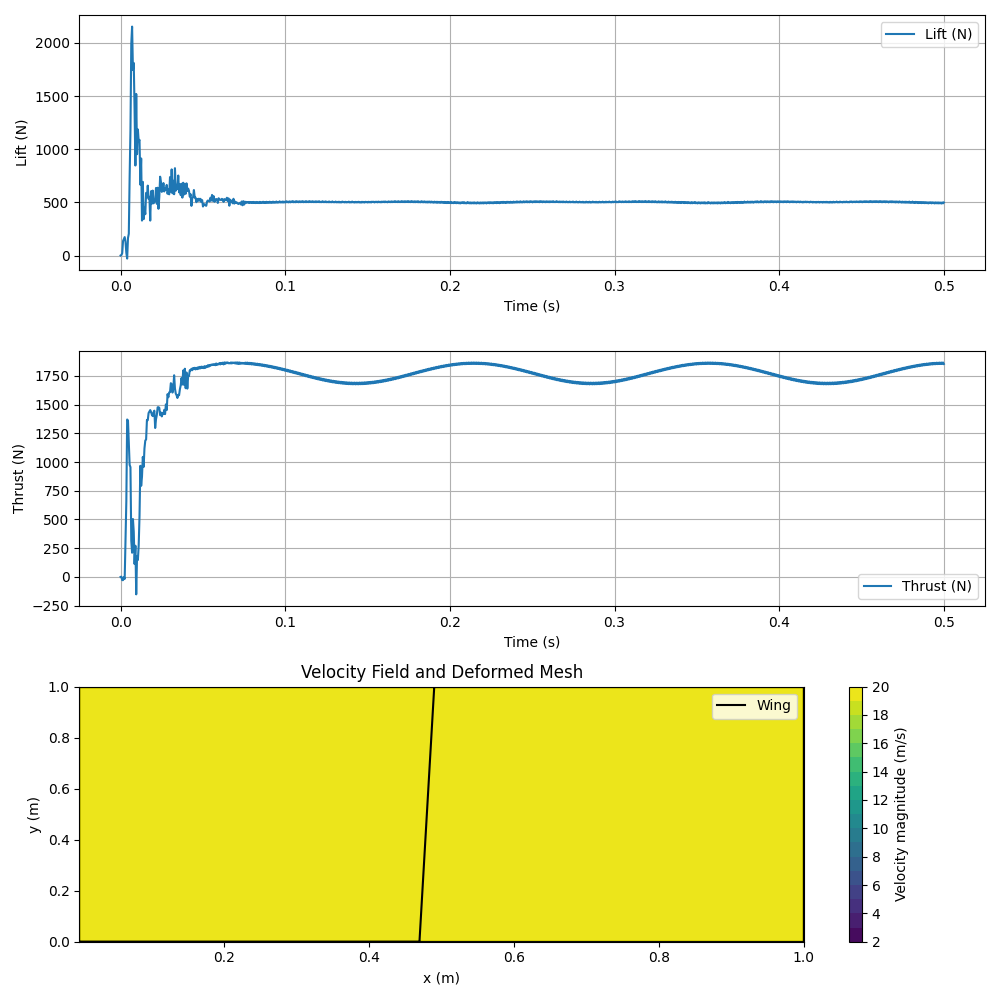 2000
1500
1000
500
0
Lift (N)
Lift (N)
0.0 0.1 0.2 0.3 0.4 0.5
Time (s)
1750
1500
1250
1000
750
500
250
0
−250
Thrust (N)
Thrust (N)
0.0 0.1 0.2 0.3 0.4 0.5
Time (s)
Velocity Field and Deformed Mesh
1.0
0.8
0.6
0.4
0.2
0.0
y (m)
Wing
0.2 0.4 0.6 0.8 1.0
x (m)
20
18
16
14
12
10
8
6
4
2
Velocity magnitude (m/s)